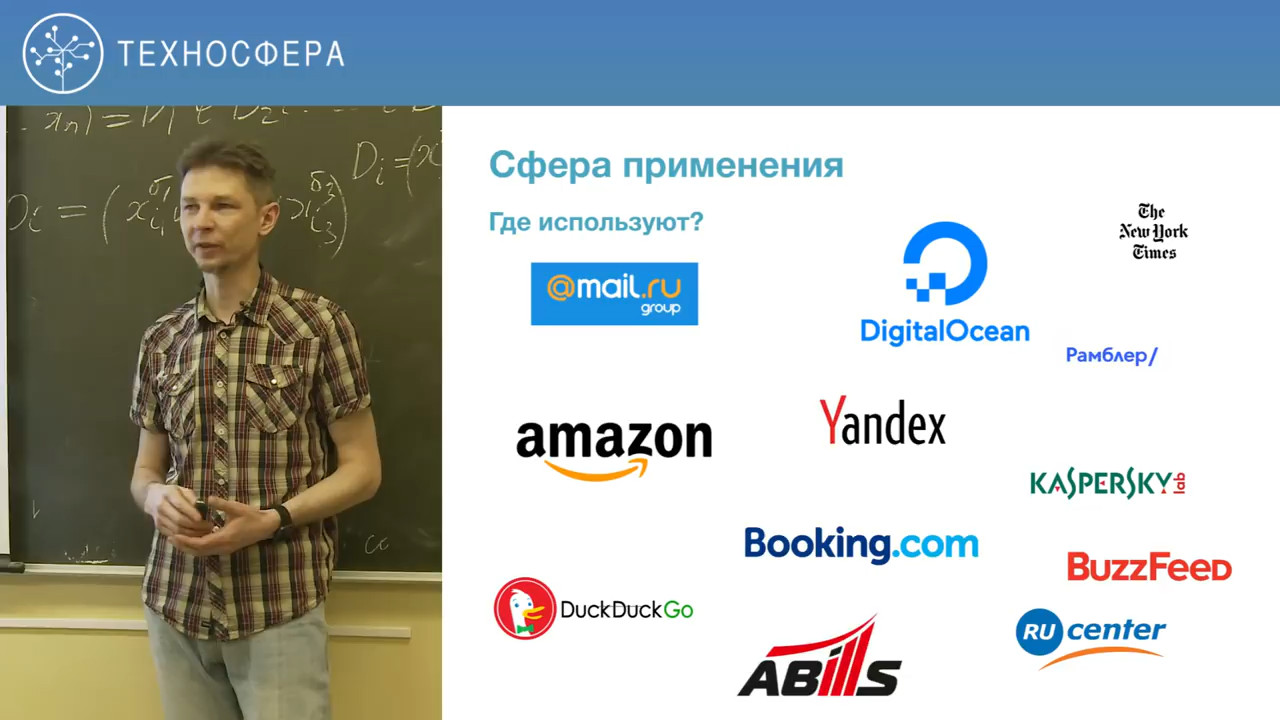 ТЕХНОСФЕРА
Сфера применения
Где используют?
@mail.ru
group
DigitalOcean
The
New York
Times
Рамблер/
amazon
Yandex
KASPERSKY lab
Booking.com
BuzzFeed
DuckDuckGo
ABillS
RU center